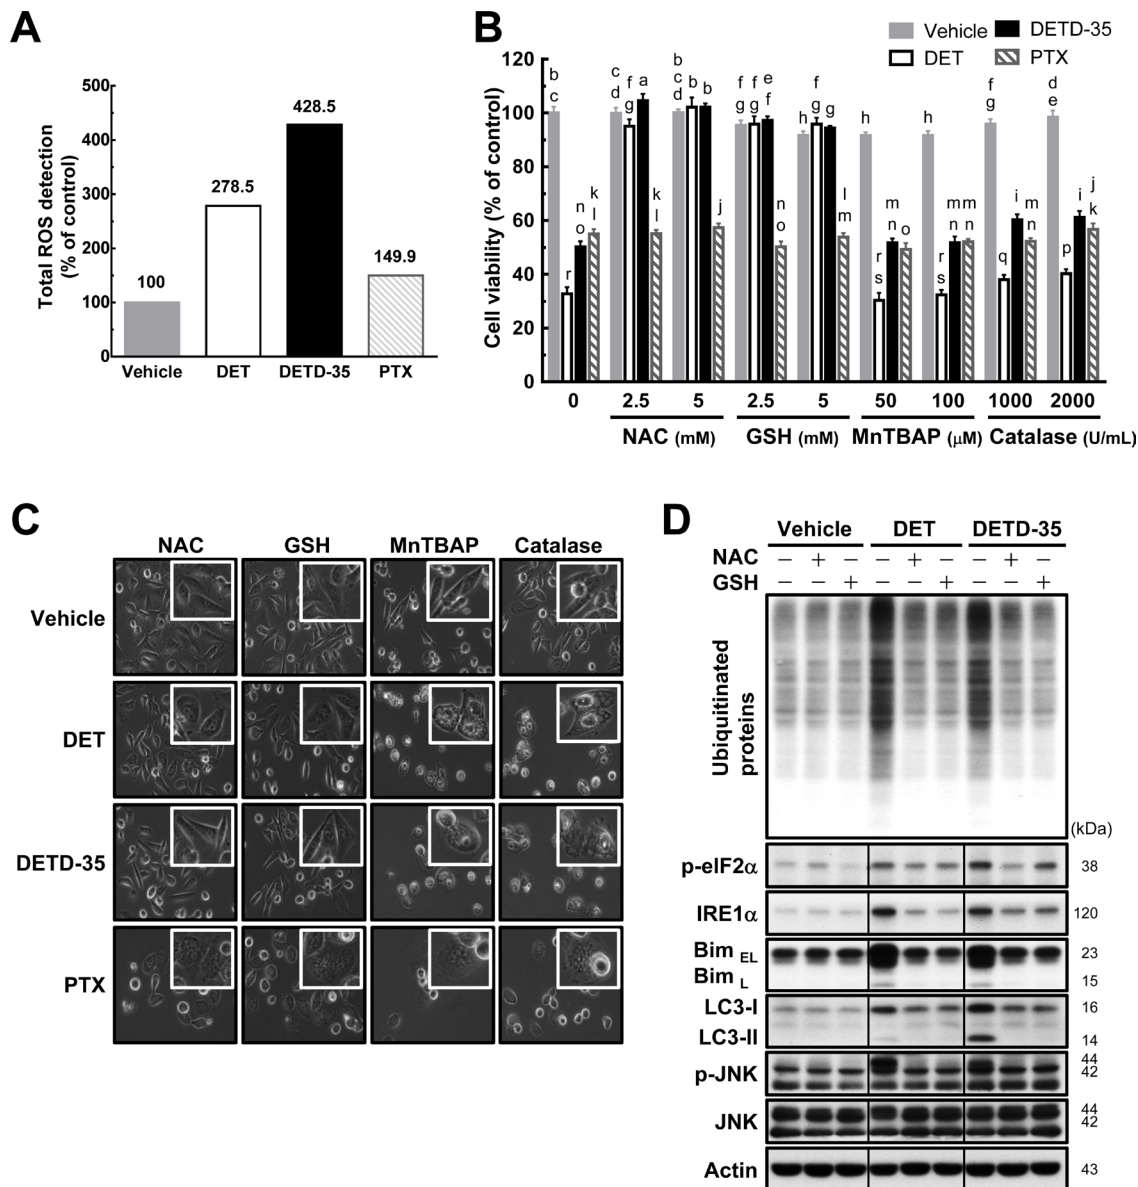 A
Total ROS detection
(% of control)
500
400
300
200
100
0
100
278.5
428.5
149.9
Vehicle DET DETD-35 PTX
B
Vehicle DETD-35
DET PTX
Cell viability (% of control)
120
100
80
60
40
20
0
b c r n o k l
c d f g a k l
b c d b b j
f g f g e f n o
h f g g l m
h r s m n o
h r s m n m n
f g q i m n
d e p i j k
0 2.5 5 2.5 5 50 100 1000 2000
NAC (mM) GSH (mM) MnTBAP (μM) Catalase (U/mL)
C
NAC GSH MnTBAP Catalase
Vehicle
DET
DETD-35
PTX
D
Vehicle DET DETD-35
NAC – + – – + – – + –
GSH – – + – – + – – +
Ubiquitinated
proteins
(kDa)
p-eIF2α 38
IRE1α 120
Bim EL 23
Bim L 15
LC3-I 16
LC3-II 14
p-JNK 44
42
JNK 44
42
Actin 43